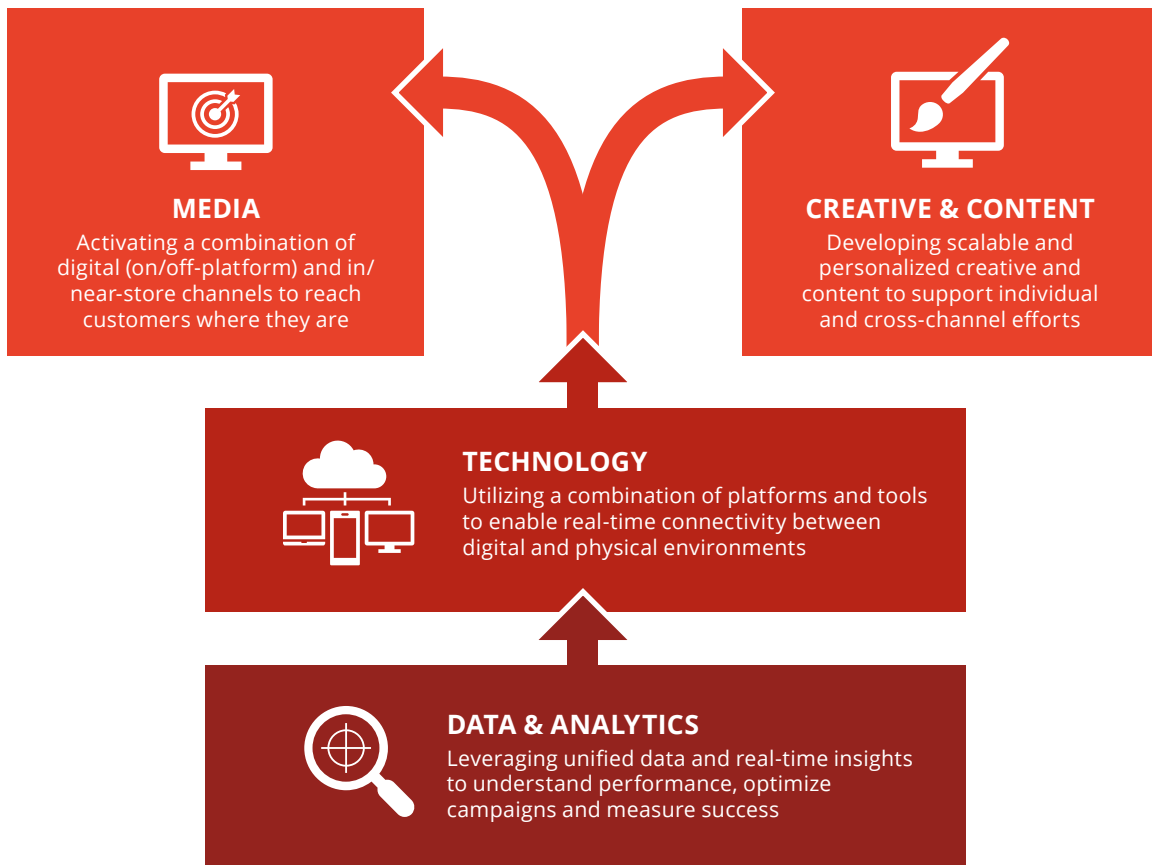 MEDIA
Activating a combination of
digital (on/off-platform) and in/
near-store channels to reach
customers where they are
CREATIVE & CONTENT
Developing scalable and
personalized creative and
content to support individual
and cross-channel efforts
TECHNOLOGY
Utilizing a combination of platforms and tools
to enable real-time connectivity between
digital and physical environments
DATA & ANALYTICS
Leveraging unified data and real-time insights
to understand performance, optimize
campaigns and measure success